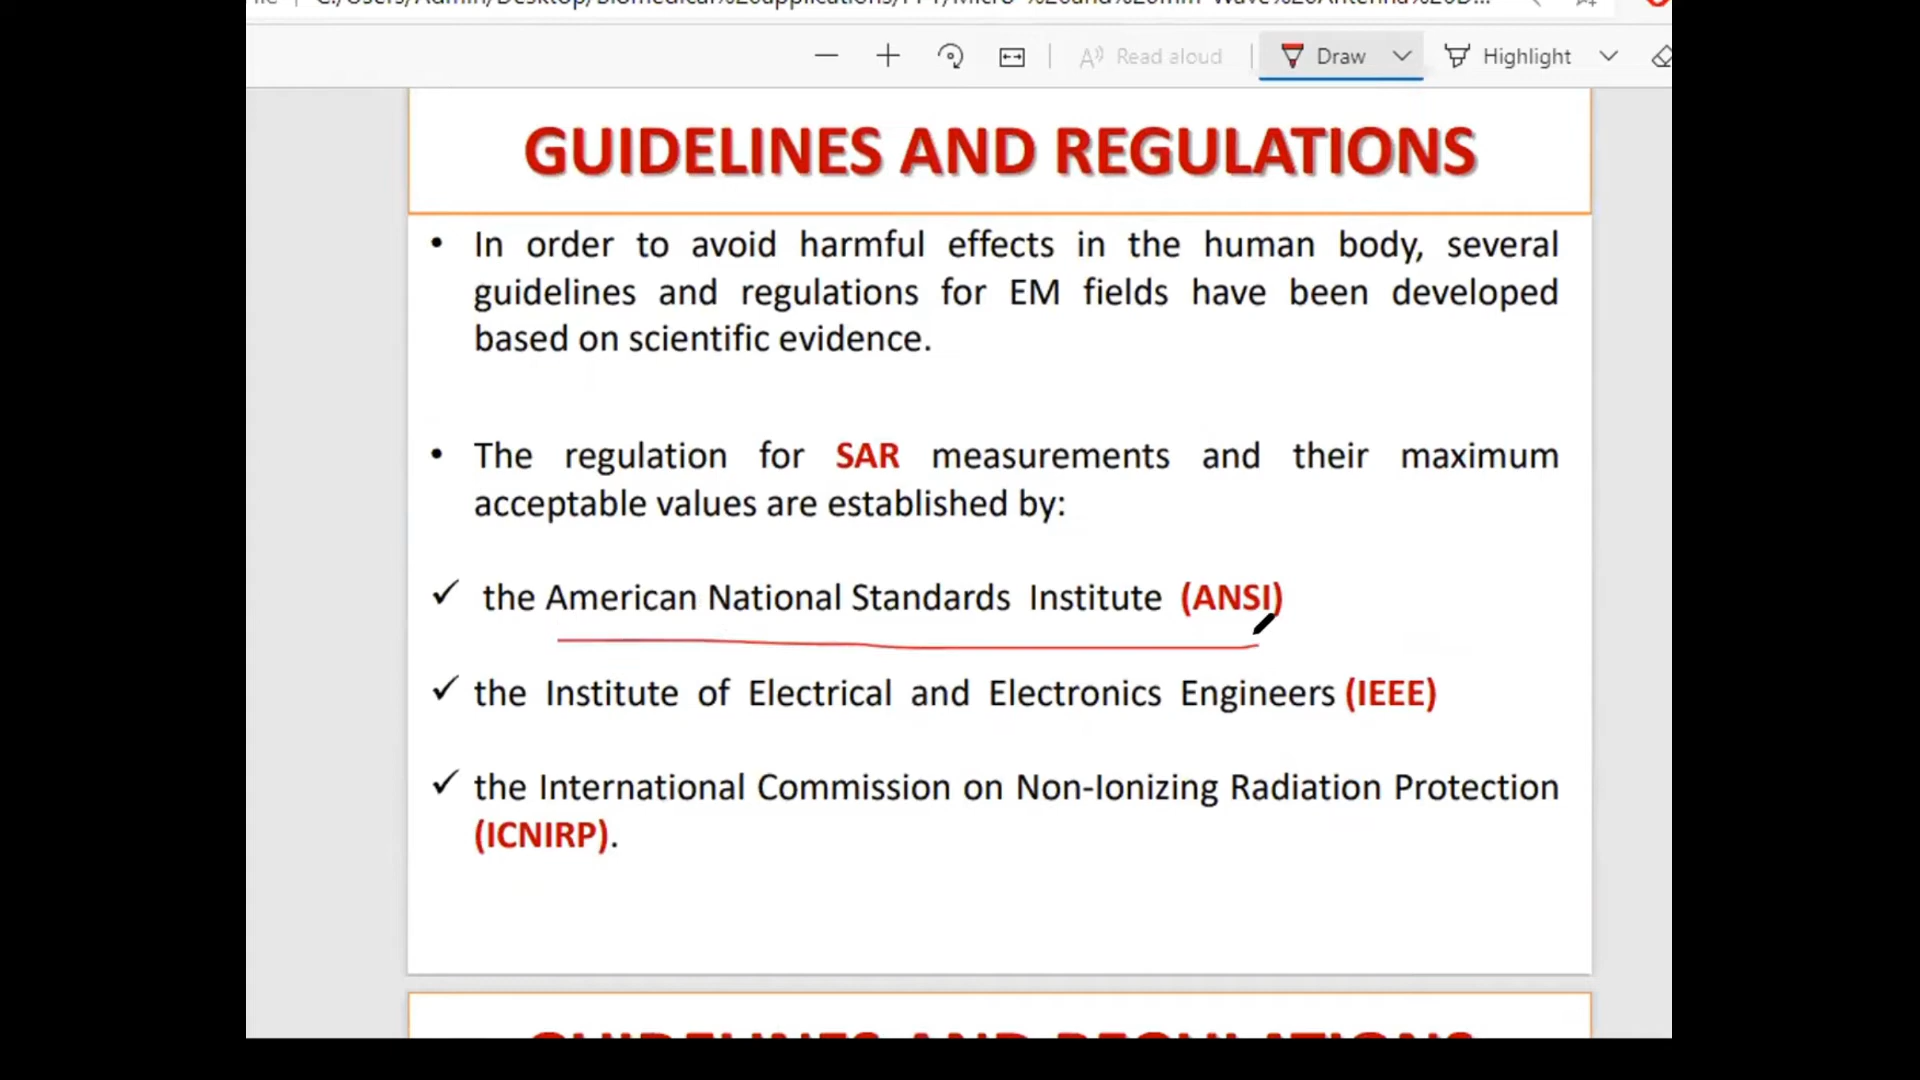 Read aloud Draw Highlight
GUIDELINES AND REGULATIONS
• In order to avoid harmful effects in the human body, several
guidelines and regulations for EM fields have been developed
based on scientific evidence.
• The regulation for SAR measurements and their maximum
acceptable values are established by:
✓ the American National Standards Institute (ANSI)
✓ the Institute of Electrical and Electronics Engineers (IEEE)
✓ the International Commission on Non-Ionizing Radiation Protection
(ICNIRP).
GUIDELINES AND REGULATIONS